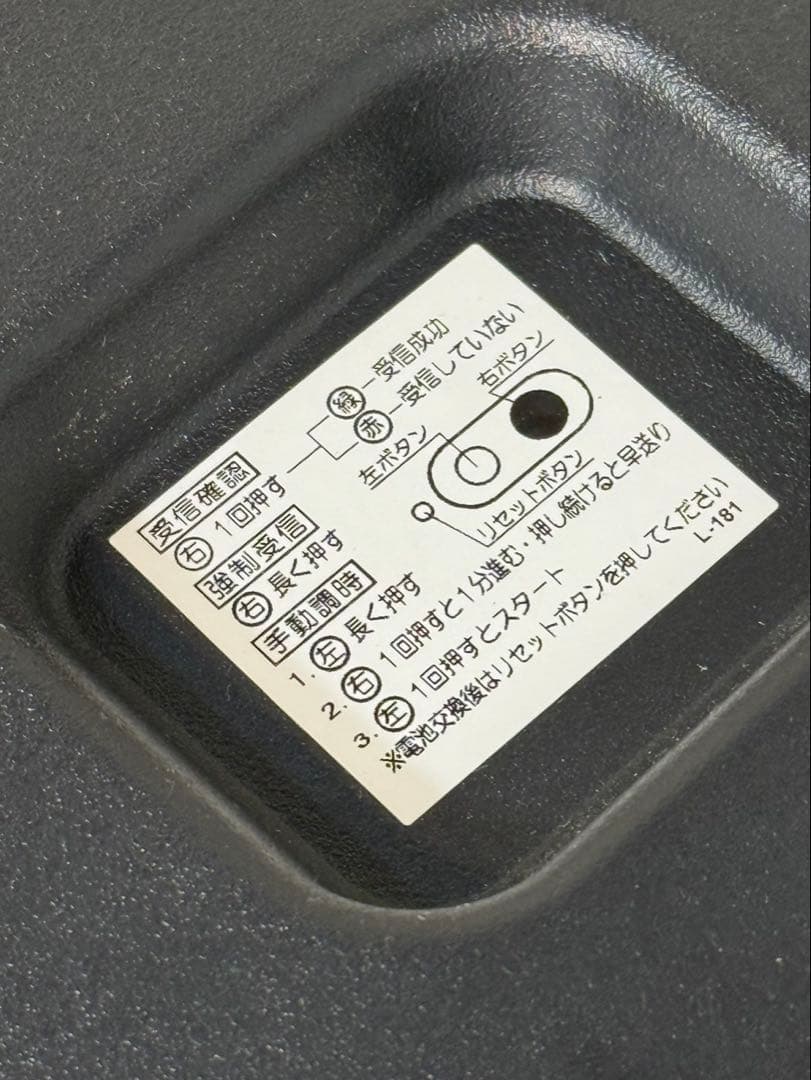 受信確認
右 1回押す
緑-受信成功
赤-受信していない
強制受信
右 長く押す
左ボタン
右ボタン
リセットボタン
手動調時
1. 左 長く押す
2. 右 1回押すと1分進む・押し続けると早送り
3. 左 1回押すとスタート
※電池交換後はリセットボタンを押してください
L-181